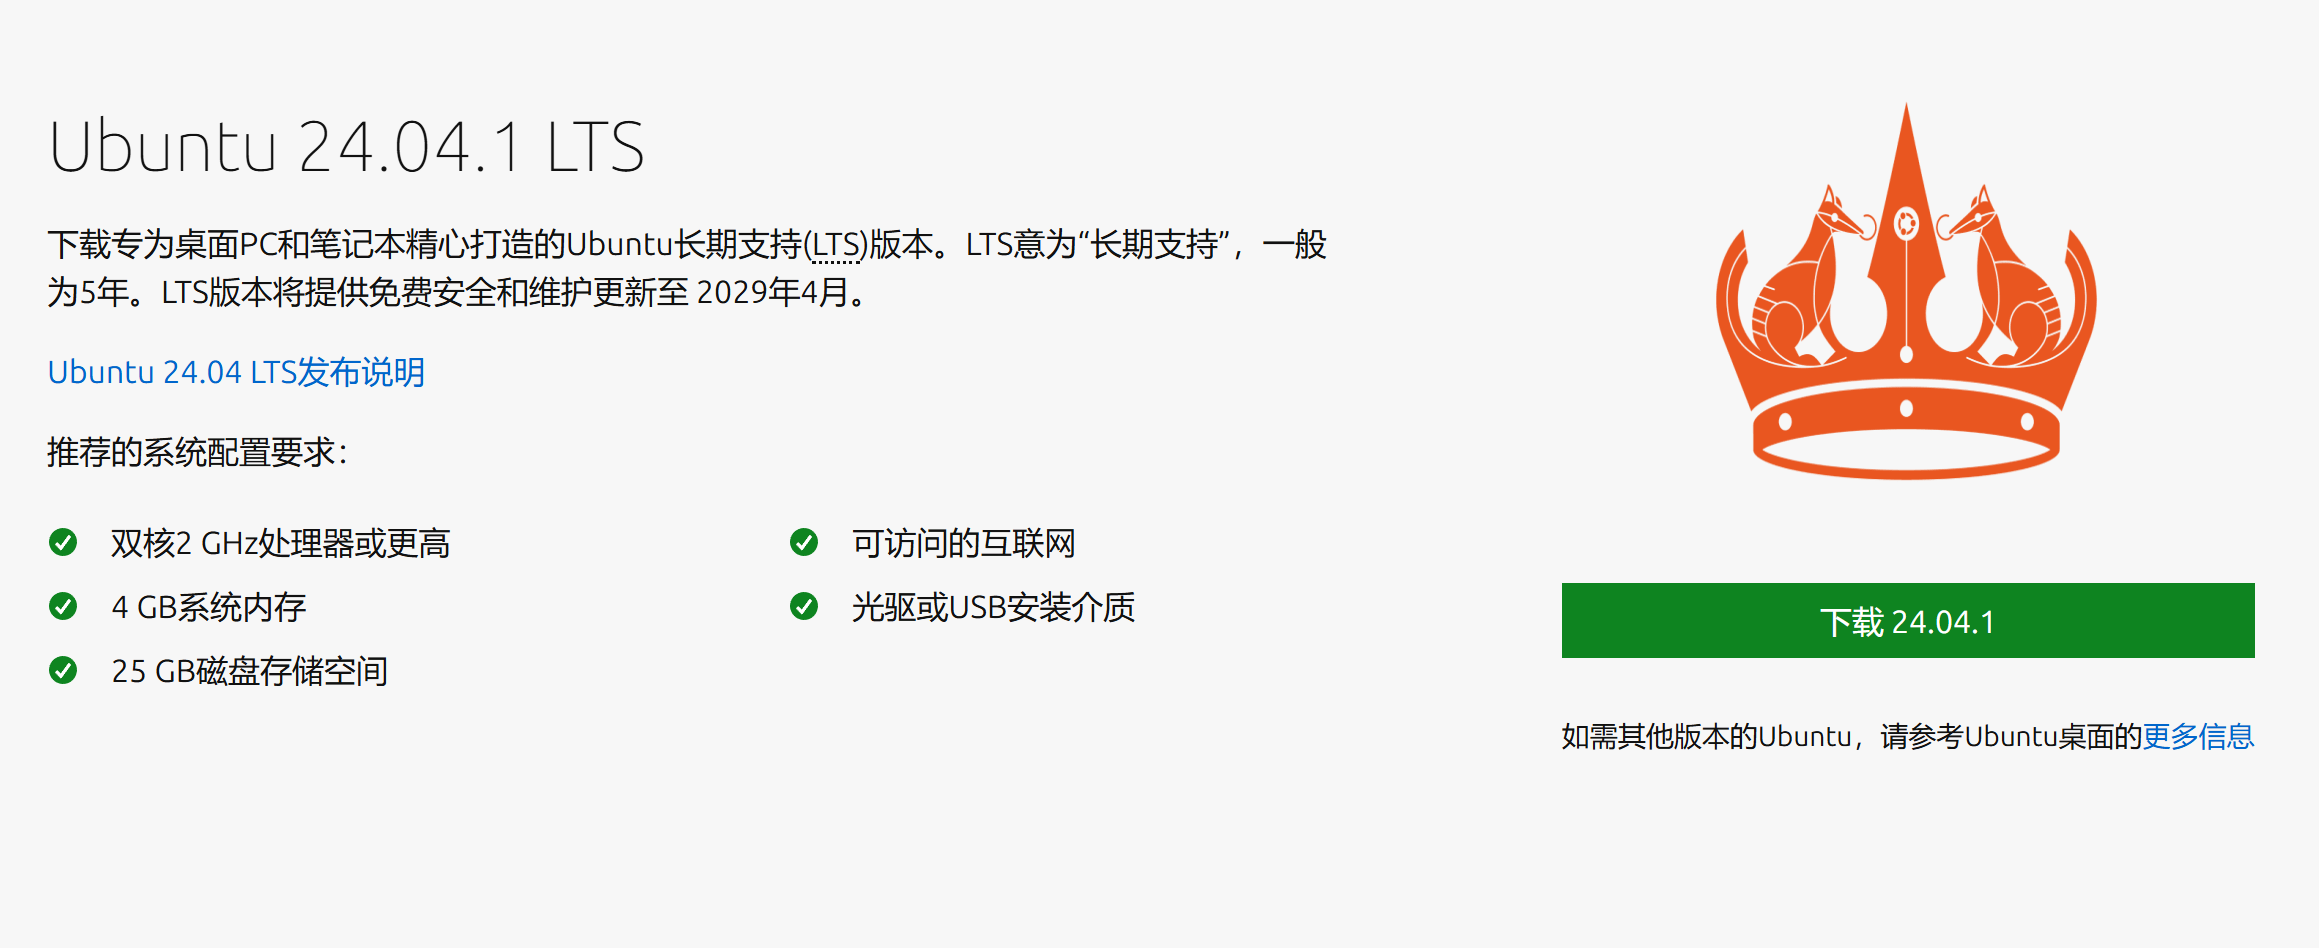 Ubuntu 24.04.1 LTS
下载专为桌面PC和笔记本精心打造的Ubuntu长期支持(LTS)版本。LTS意为“长期支持”，一般
为5年。LTS版本将提供免费安全和维护更新至 2029年4月。
Ubuntu 24.04 LTS发布说明
推荐的系统配置要求：
双核2 GHz处理器或更高
4 GB系统内存
25 GB磁盘存储空间
可访问的互联网
光驱或USB安装介质
下载 24.04.1
如需其他版本的Ubuntu，请参考Ubuntu桌面的更多信息